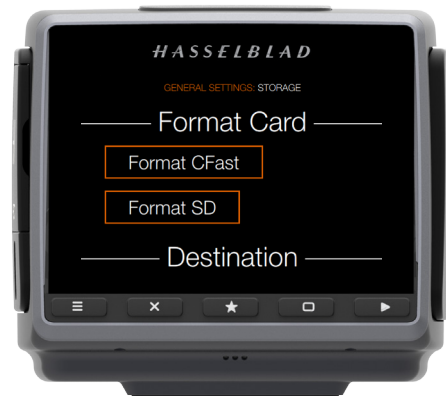 HASSELBLAD
GENERAL SETTINGS: STORAGE
Format Card
Format CFast
Format SD
Destination